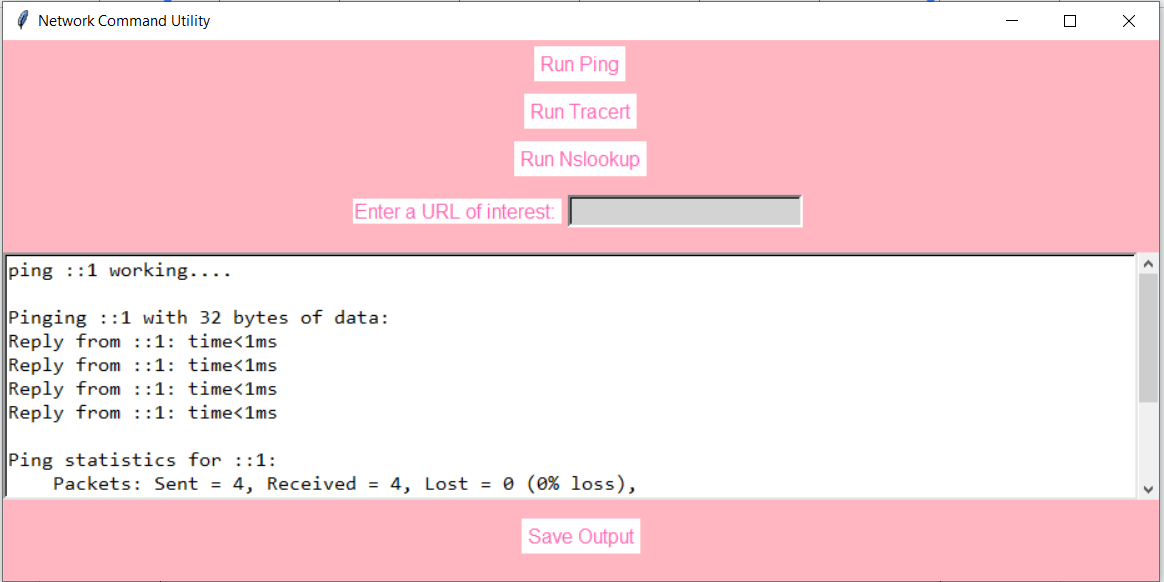 Network Command Utility
Run Ping
Run Tracert
Run Nslookup
Enter a URL of interest:
ping ::1 working....
Pinging ::1 with 32 bytes of data:
Reply from ::1: time<1ms
Reply from ::1: time<1ms
Reply from ::1: time<1ms
Reply from ::1: time<1ms
Ping statistics for ::1:
    Packets: Sent = 4, Received = 4, Lost = 0 (0% loss),
Save Output